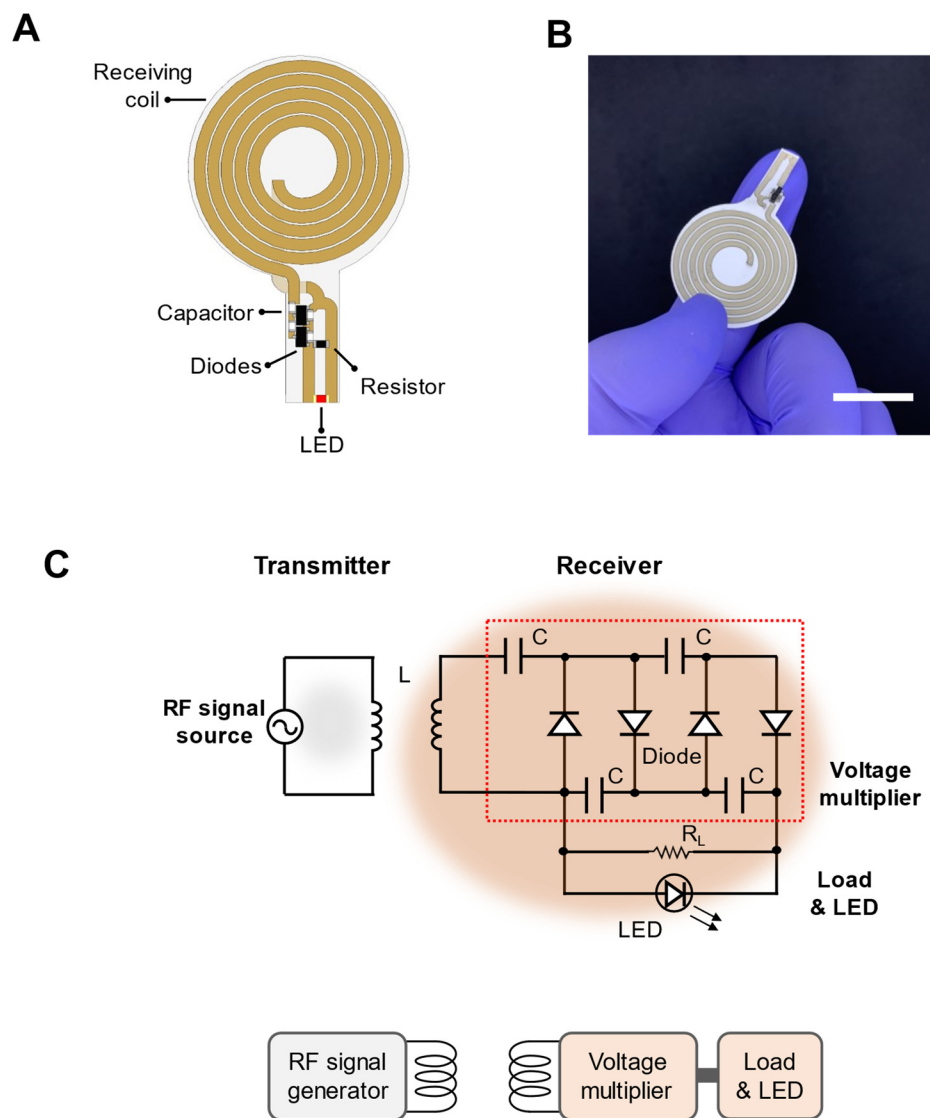 A
Receiving
coil
Capacitor
Diodes
Resistor
LED
B
C
Transmitter
Receiver
C
C
L
RF signal
source
Diode
C
C
Voltage
multiplier
RL
Load
& LED
LED
RF signal
generator
Voltage
multiplier
Load
& LED